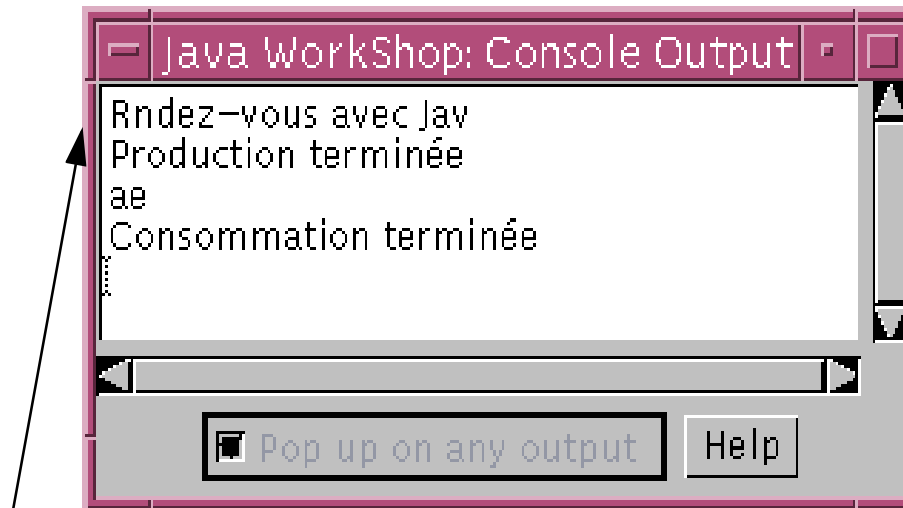 Java WorkShop: Console Output
Rndez-vous avec Jav
Production terminée
ae
Consommation terminée
Pop up on any output
Help